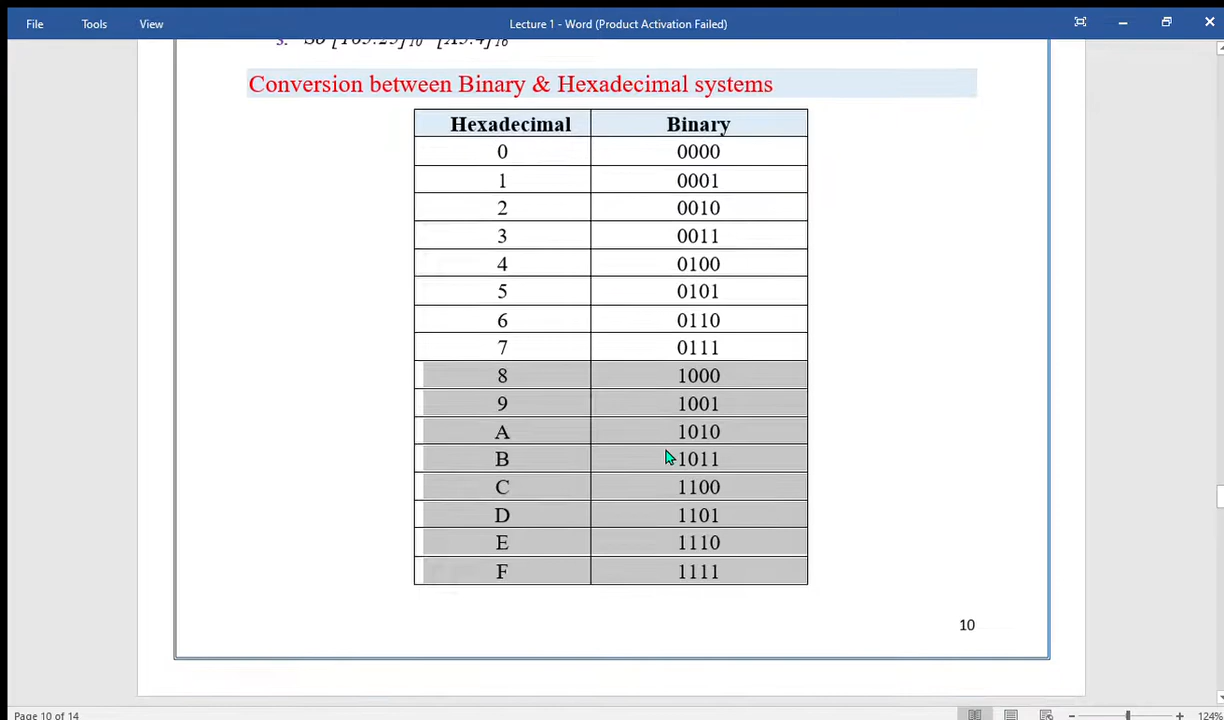 File Tools View Lecture 1 - Word (Product Activation Failed)
Conversion between Binary & Hexadecimal systems
Hexadecimal Binary
0 0000
1 0001
2 0010
3 0011
4 0100
5 0101
6 0110
7 0111
8 1000
9 1001
A 1010
B 1011
C 1100
D 1101
E 1110
F 1111
10
Page 10 of 14 124%